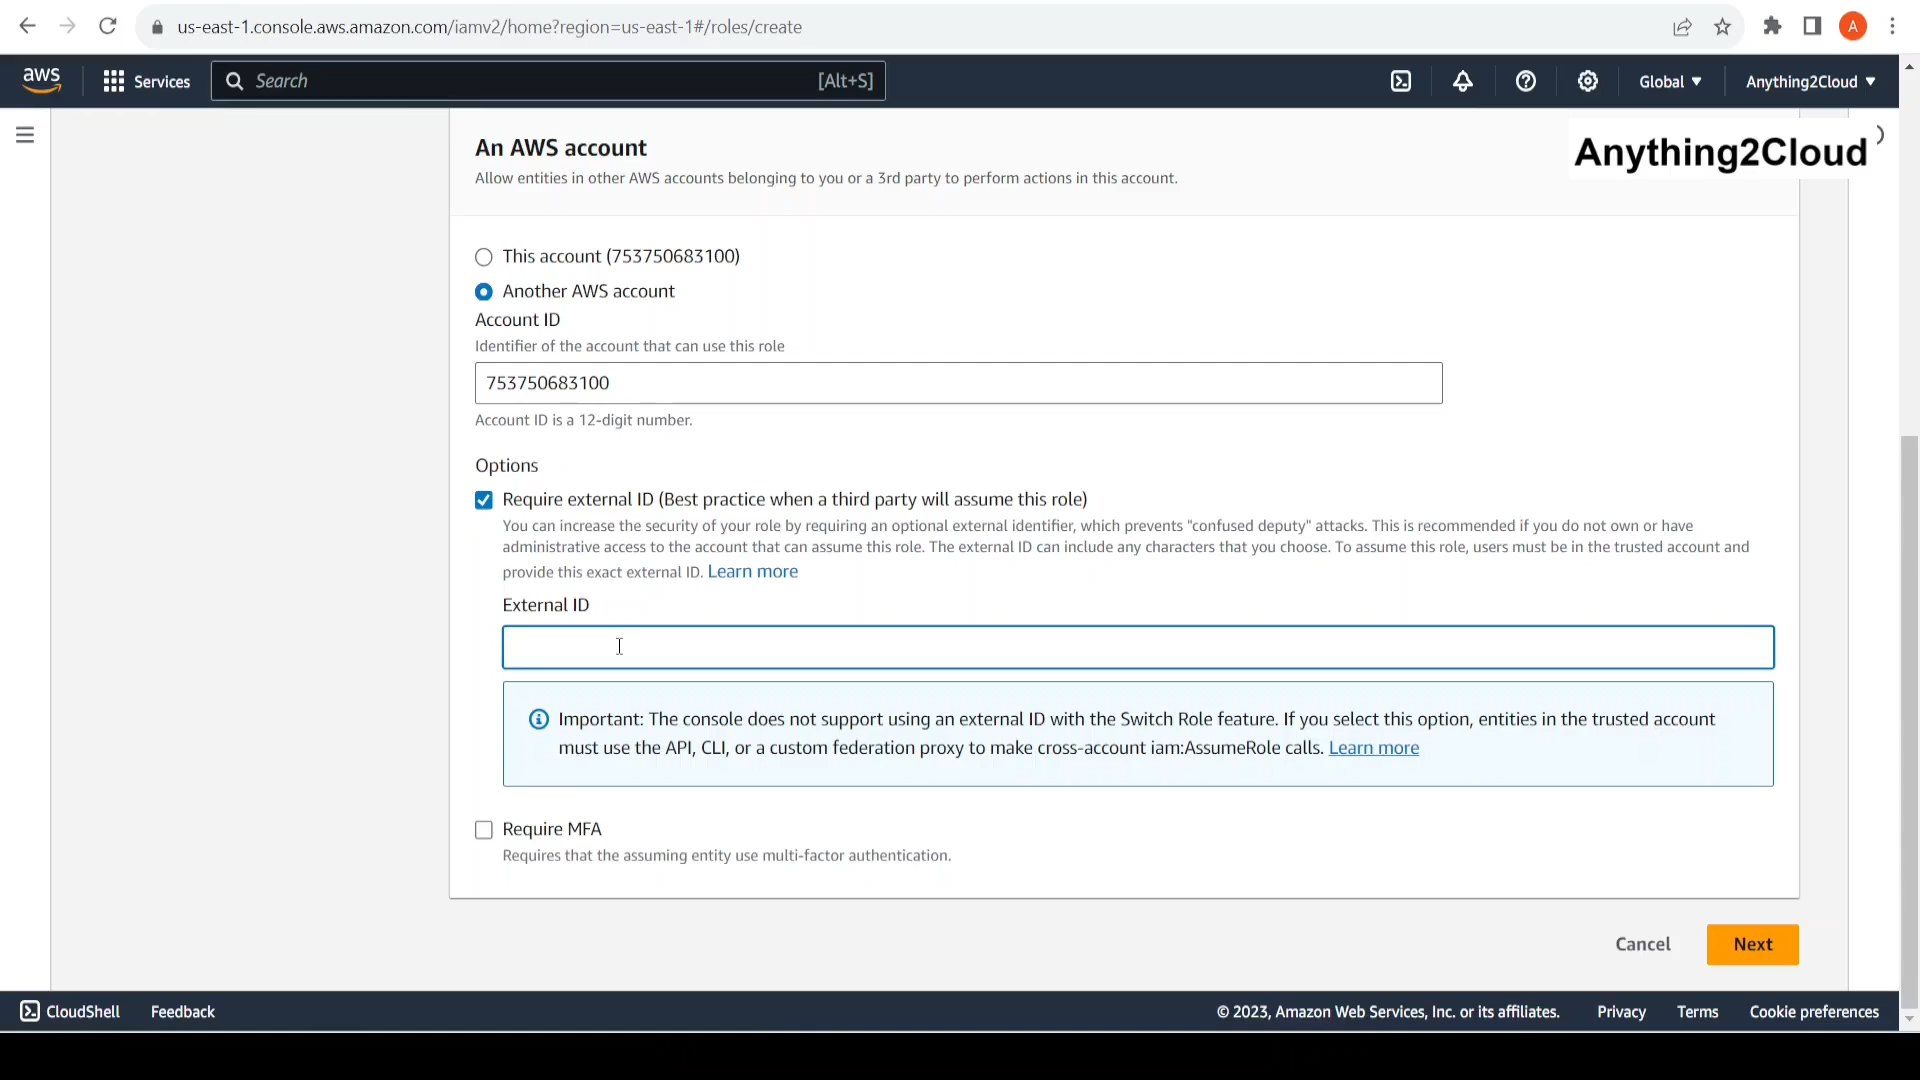 us-east-1.console.aws.amazon.com/iamv2/home?region=us-east-1#/roles/create
A
aws
Services
Search
[Alt+S]
Global
Anything2Cloud
Anything2Cloud
An AWS account
Allow entities in other AWS accounts belonging to you or a 3rd party to perform actions in this account.
This account (753750683100)
Another AWS account
Account ID
Identifier of the account that can use this role
753750683100
Account ID is a 12-digit number.
Options
Require external ID (Best practice when a third party will assume this role)
You can increase the security of your role by requiring an optional external identifier, which prevents "confused deputy" attacks. This is recommended if you do not own or have
administrative access to the account that can assume this role. The external ID can include any characters that you choose. To assume this role, users must be in the trusted account and
provide this exact external ID. Learn more
External ID
Important: The console does not support using an external ID with the Switch Role feature. If you select this option, entities in the trusted account
must use the API, CLI, or a custom federation proxy to make cross-account iam:AssumeRole calls. Learn more
Require MFA
Requires that the assuming entity use multi-factor authentication.
Cancel
Next
CloudShell
Feedback
© 2023, Amazon Web Services, Inc. or its affiliates.
Privacy
Terms
Cookie preferences